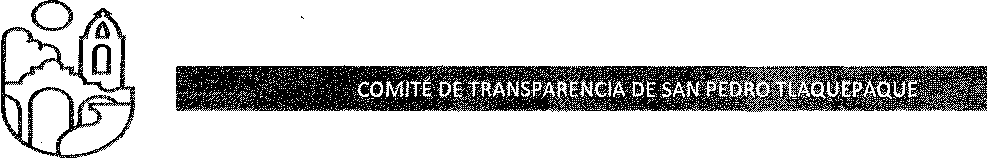 COMITÉ DE TRANSPARENCIA DE SAN PEDRO TLAQUEPAQUE